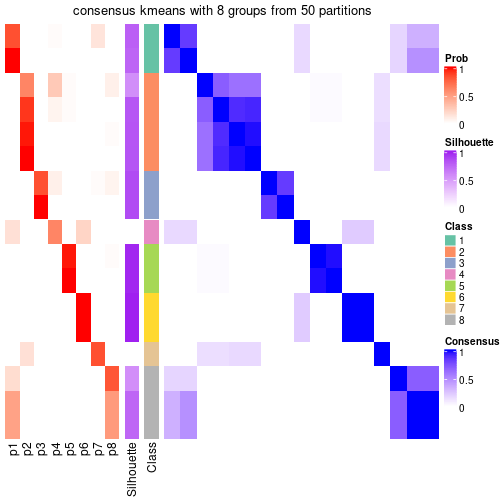 consensus kmeans with 8 groups from 50 partitions
Prob
1
0.5
0
Silhouette
1
0.5
0
Class
1
2
3
4
5
6
7
8
Consensus
1
0.5
0
p1
p2
p3
p4
p5
p6
p7
p8
Silhouette
Class